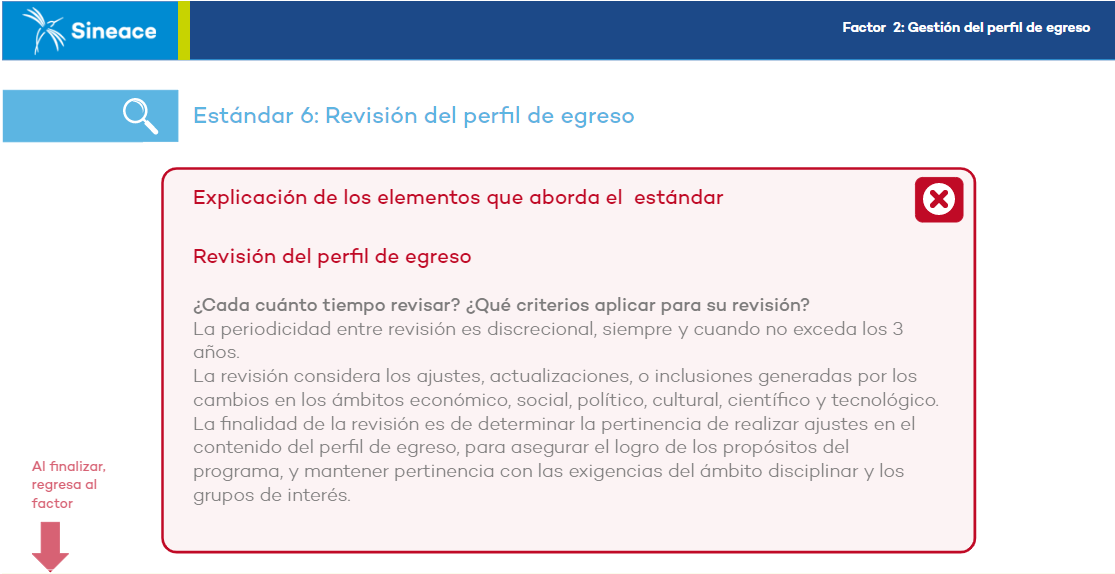 Sineace
Factor 2: Gestión del perfil de egreso
Estándar 6: Revisión del perfil de egreso
Explicación de los elementos que aborda el estándar
Revisión del perfil de egreso
¿Cada cuánto tiempo revisar? ¿Qué criterios aplicar para su revisión?
La periodicidad entre revisión es discrecional, siempre y cuando no exceda los 3
años.
La revisión considera los ajustes, actualizaciones, o inclusiones generadas por los
cambios en los ámbitos económico, social, político, cultural, científico y tecnológico.
La finalidad de la revisión es de determinar la pertinencia de realizar ajustes en el
contenido del perfil de egreso, para asegurar el logro de los propósitos del
programa, y mantener pertinencia con las exigencias del ámbito disciplinar y los
grupos de interés.
Al finalizar,
regresa al
factor